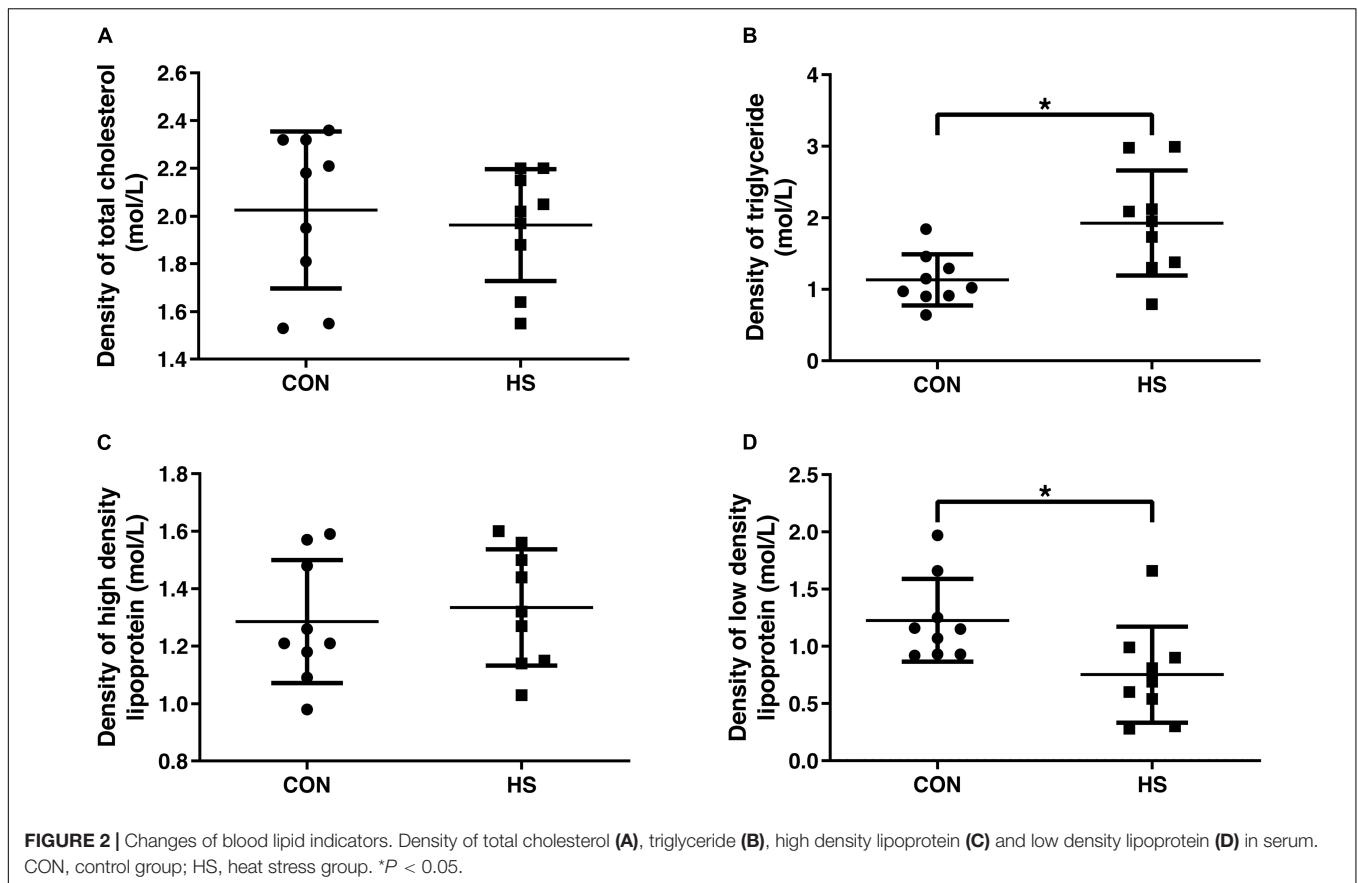 A
Density of total cholesterol
(mol/L)
2.6
2.4
2.2
2.0
1.8
1.6
1.4
CON
HS
B
Density of triglyceride
(mol/L)
4
3
2
1
0
*
CON
HS
C
Density of high density
lipoprotein (mol/L)
1.8
1.6
1.4
1.2
1.0
0.8
CON
HS
D
Density of low density
lipoprotein (mol/L)
2.5
2.0
1.5
1.0
0.5
0.0
*
CON
HS
FIGURE 2 | Changes of blood lipid indicators. Density of total cholesterol (A), triglyceride (B), high density lipoprotein (C) and low density lipoprotein (D) in serum.
CON, control group; HS, heat stress group. *P < 0.05.